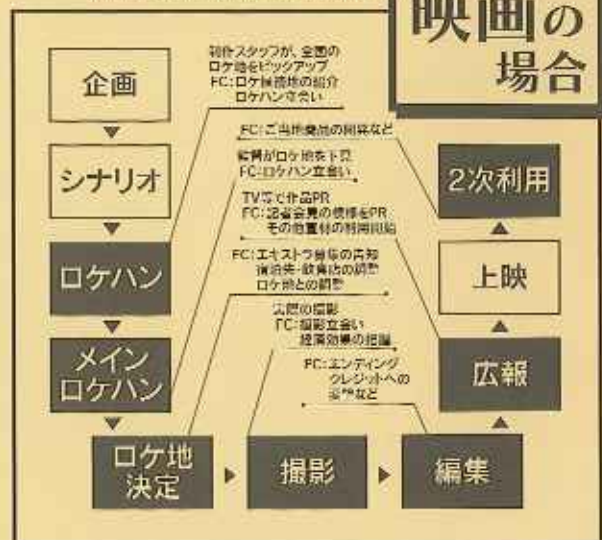 映画の
場合
企画
シナリオ
ロケハン
メイン
ロケハン
ロケ地
決定
撮影
編集
広報
上映
2次利用
制作スタッフが、全国の
ロケ地をピックアップ
FC:ロケ候補地の紹介
ロケハン立会い
FC:ご当地商品の開発など
監督がロケ地を下見
FC:ロケハン立会い
TV等で作品PR
FC:記者会見の模様をPR
その他素材の利用開始
FC:エキストラ募集の告知
宿泊先・飲食店の調整
ロケ地との調整
実際の撮影
FC:撮影立会い
経済効果の把握
FC:エンディング
クレジットへの
など